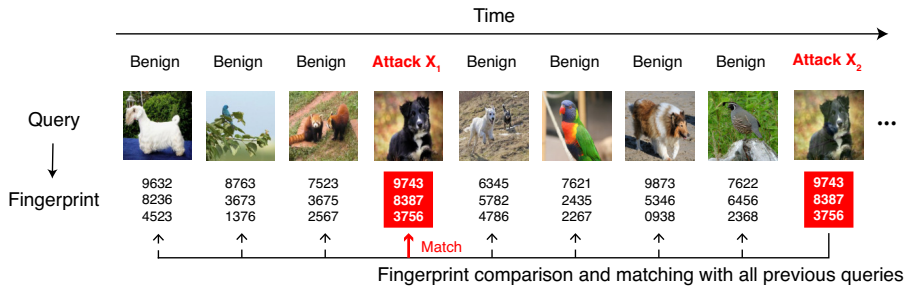 Time
Benign Benign Benign Attack X1 Benign Benign Benign Benign Attack X2
Query
...
Fingerprint
9632 8763 7523 9743 6345 7621 9873 7622 9743
8236 3673 3675 8387 5782 2435 5346 6456 8387
4523 1376 2567 3756 4786 2267 0938 2368 3756
Match
Fingerprint comparison and matching with all previous queries